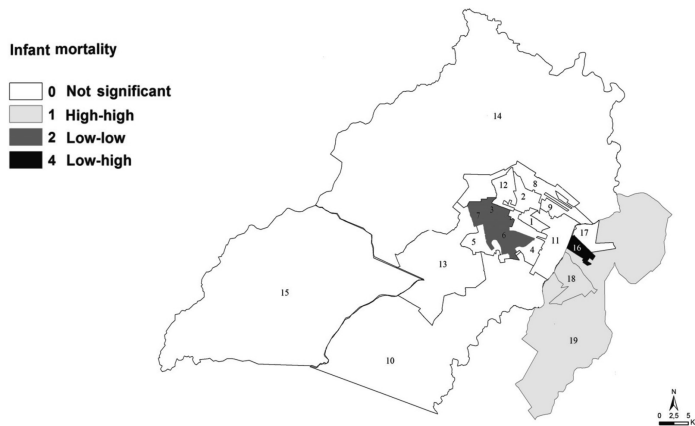 Infant mortality
0 Not significant
1 High-high
2 Low-low
4 Low-high
14
12
8
2
3
9
7
1
17
6
11
5
4
16
13
18
15
19
10
N
0 2,5 5
K